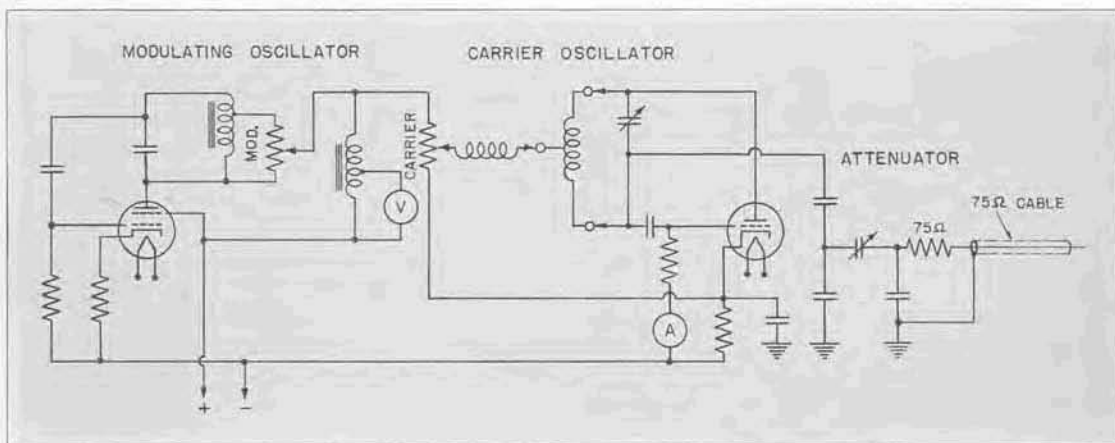 MODULATING OSCILLATOR
CARRIER OSCILLATOR
MOD.
CARRIER
V
A
ATTENUATOR
75Ω CABLE
75Ω
+
−